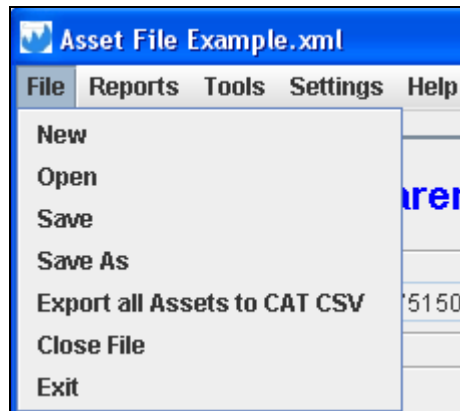 Asset File Example.xml
File Reports Tools Settings Help
New
Open
Save
Save As
Export all Assets to CAT CSV
Close File
Exit